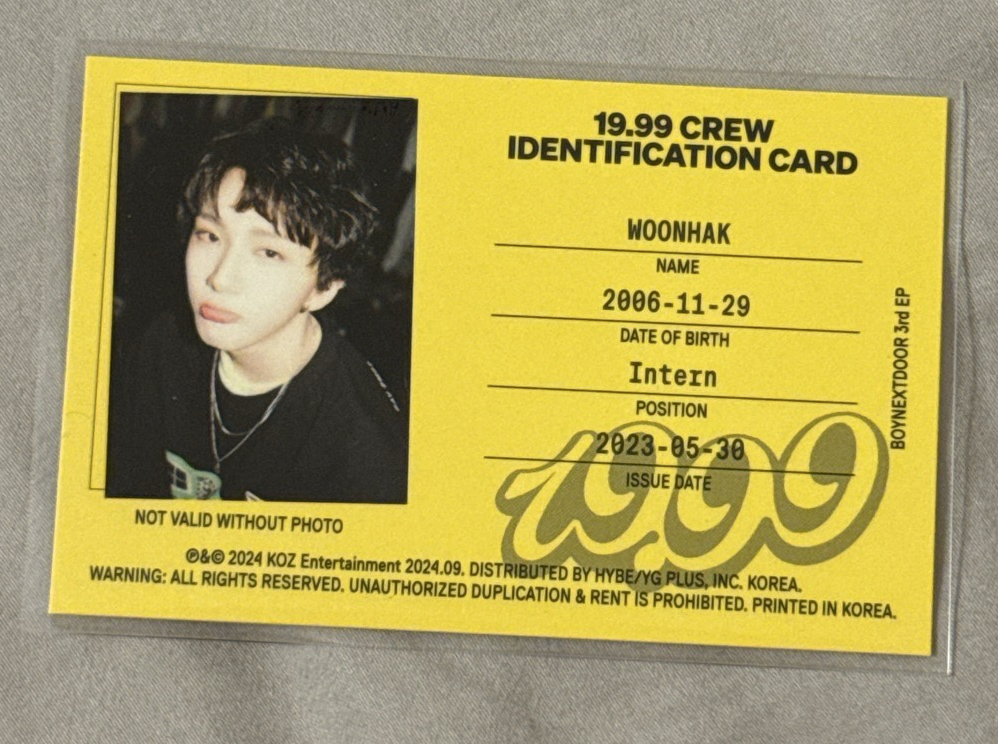 19.99 CREW
IDENTIFICATION CARD
WOONHAK
NAME
2006-11-29
DATE OF BIRTH
Intern
POSITION
2023-05-30
ISSUE DATE
1999
BOYNEXTDOOR 3rd EP
NOT VALID WITHOUT PHOTO
℗&© 2024 KOZ Entertainment 2024.09. DISTRIBUTED BY HYBE/YG PLUS, INC. KOREA.
WARNING: ALL RIGHTS RESERVED. UNAUTHORIZED DUPLICATION & RENT IS PROHIBITED. PRINTED IN KOREA.